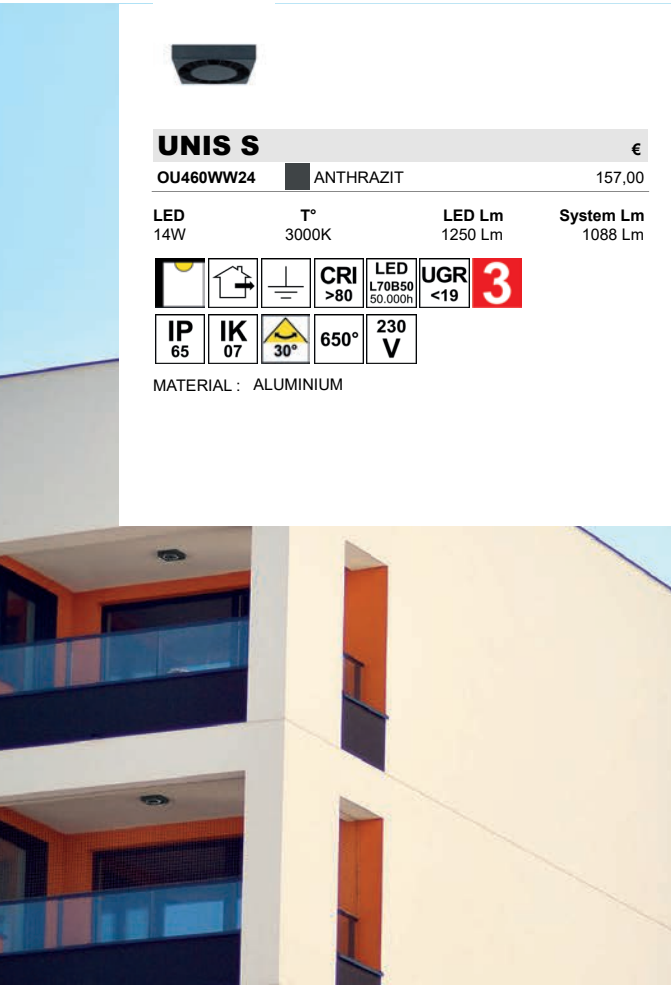 UNIS S €
OU460WW24 ANTHRAZIT 157,00
LED T° LED Lm System Lm
14W 3000K 1250 Lm 1088 Lm
CRI >80 LED L70B50 50.000h UGR <19 3
IP 65 IK 07 30° 650° 230 V
MATERIAL : ALUMINIUM